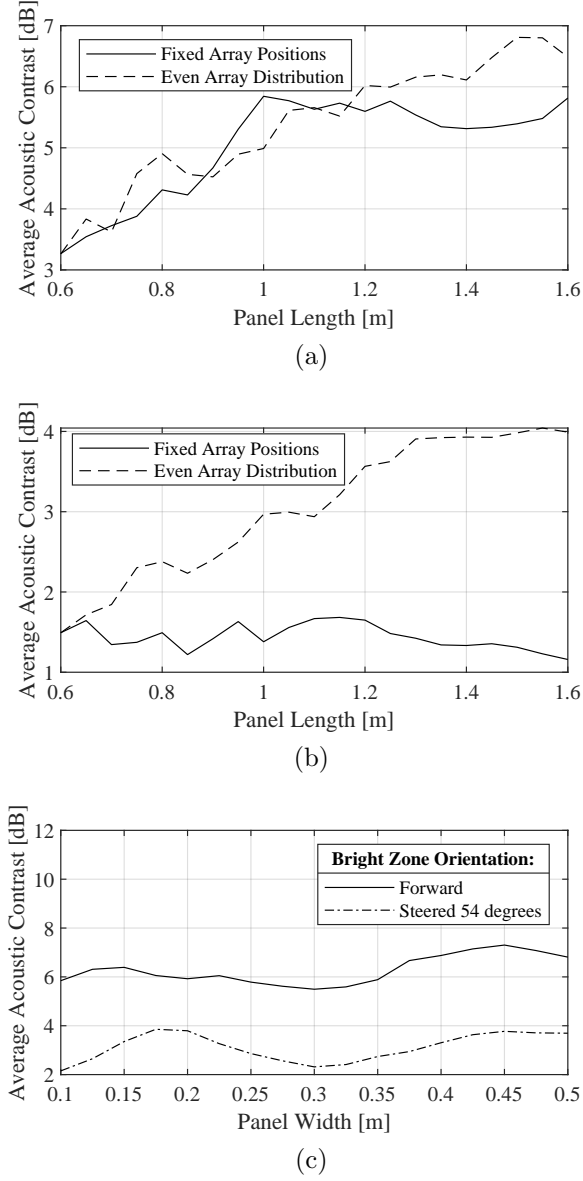 7
6
5
4
3
Average Acoustic Contrast [dB]
Fixed Array Positions
Even Array Distribution
0.6 0.8 1 1.2 1.4 1.6
Panel Length [m]
(a)
4
3
2
1
Average Acoustic Contrast [dB]
Fixed Array Positions
Even Array Distribution
0.6 0.8 1 1.2 1.4 1.6
Panel Length [m]
(b)
12
10
8
6
4
2
Average Acoustic Contrast [dB]
Bright Zone Orientation:
Forward
Steered 54 degrees
0.1 0.15 0.2 0.25 0.3 0.35 0.4 0.45 0.5
Panel Width [m]
(c)